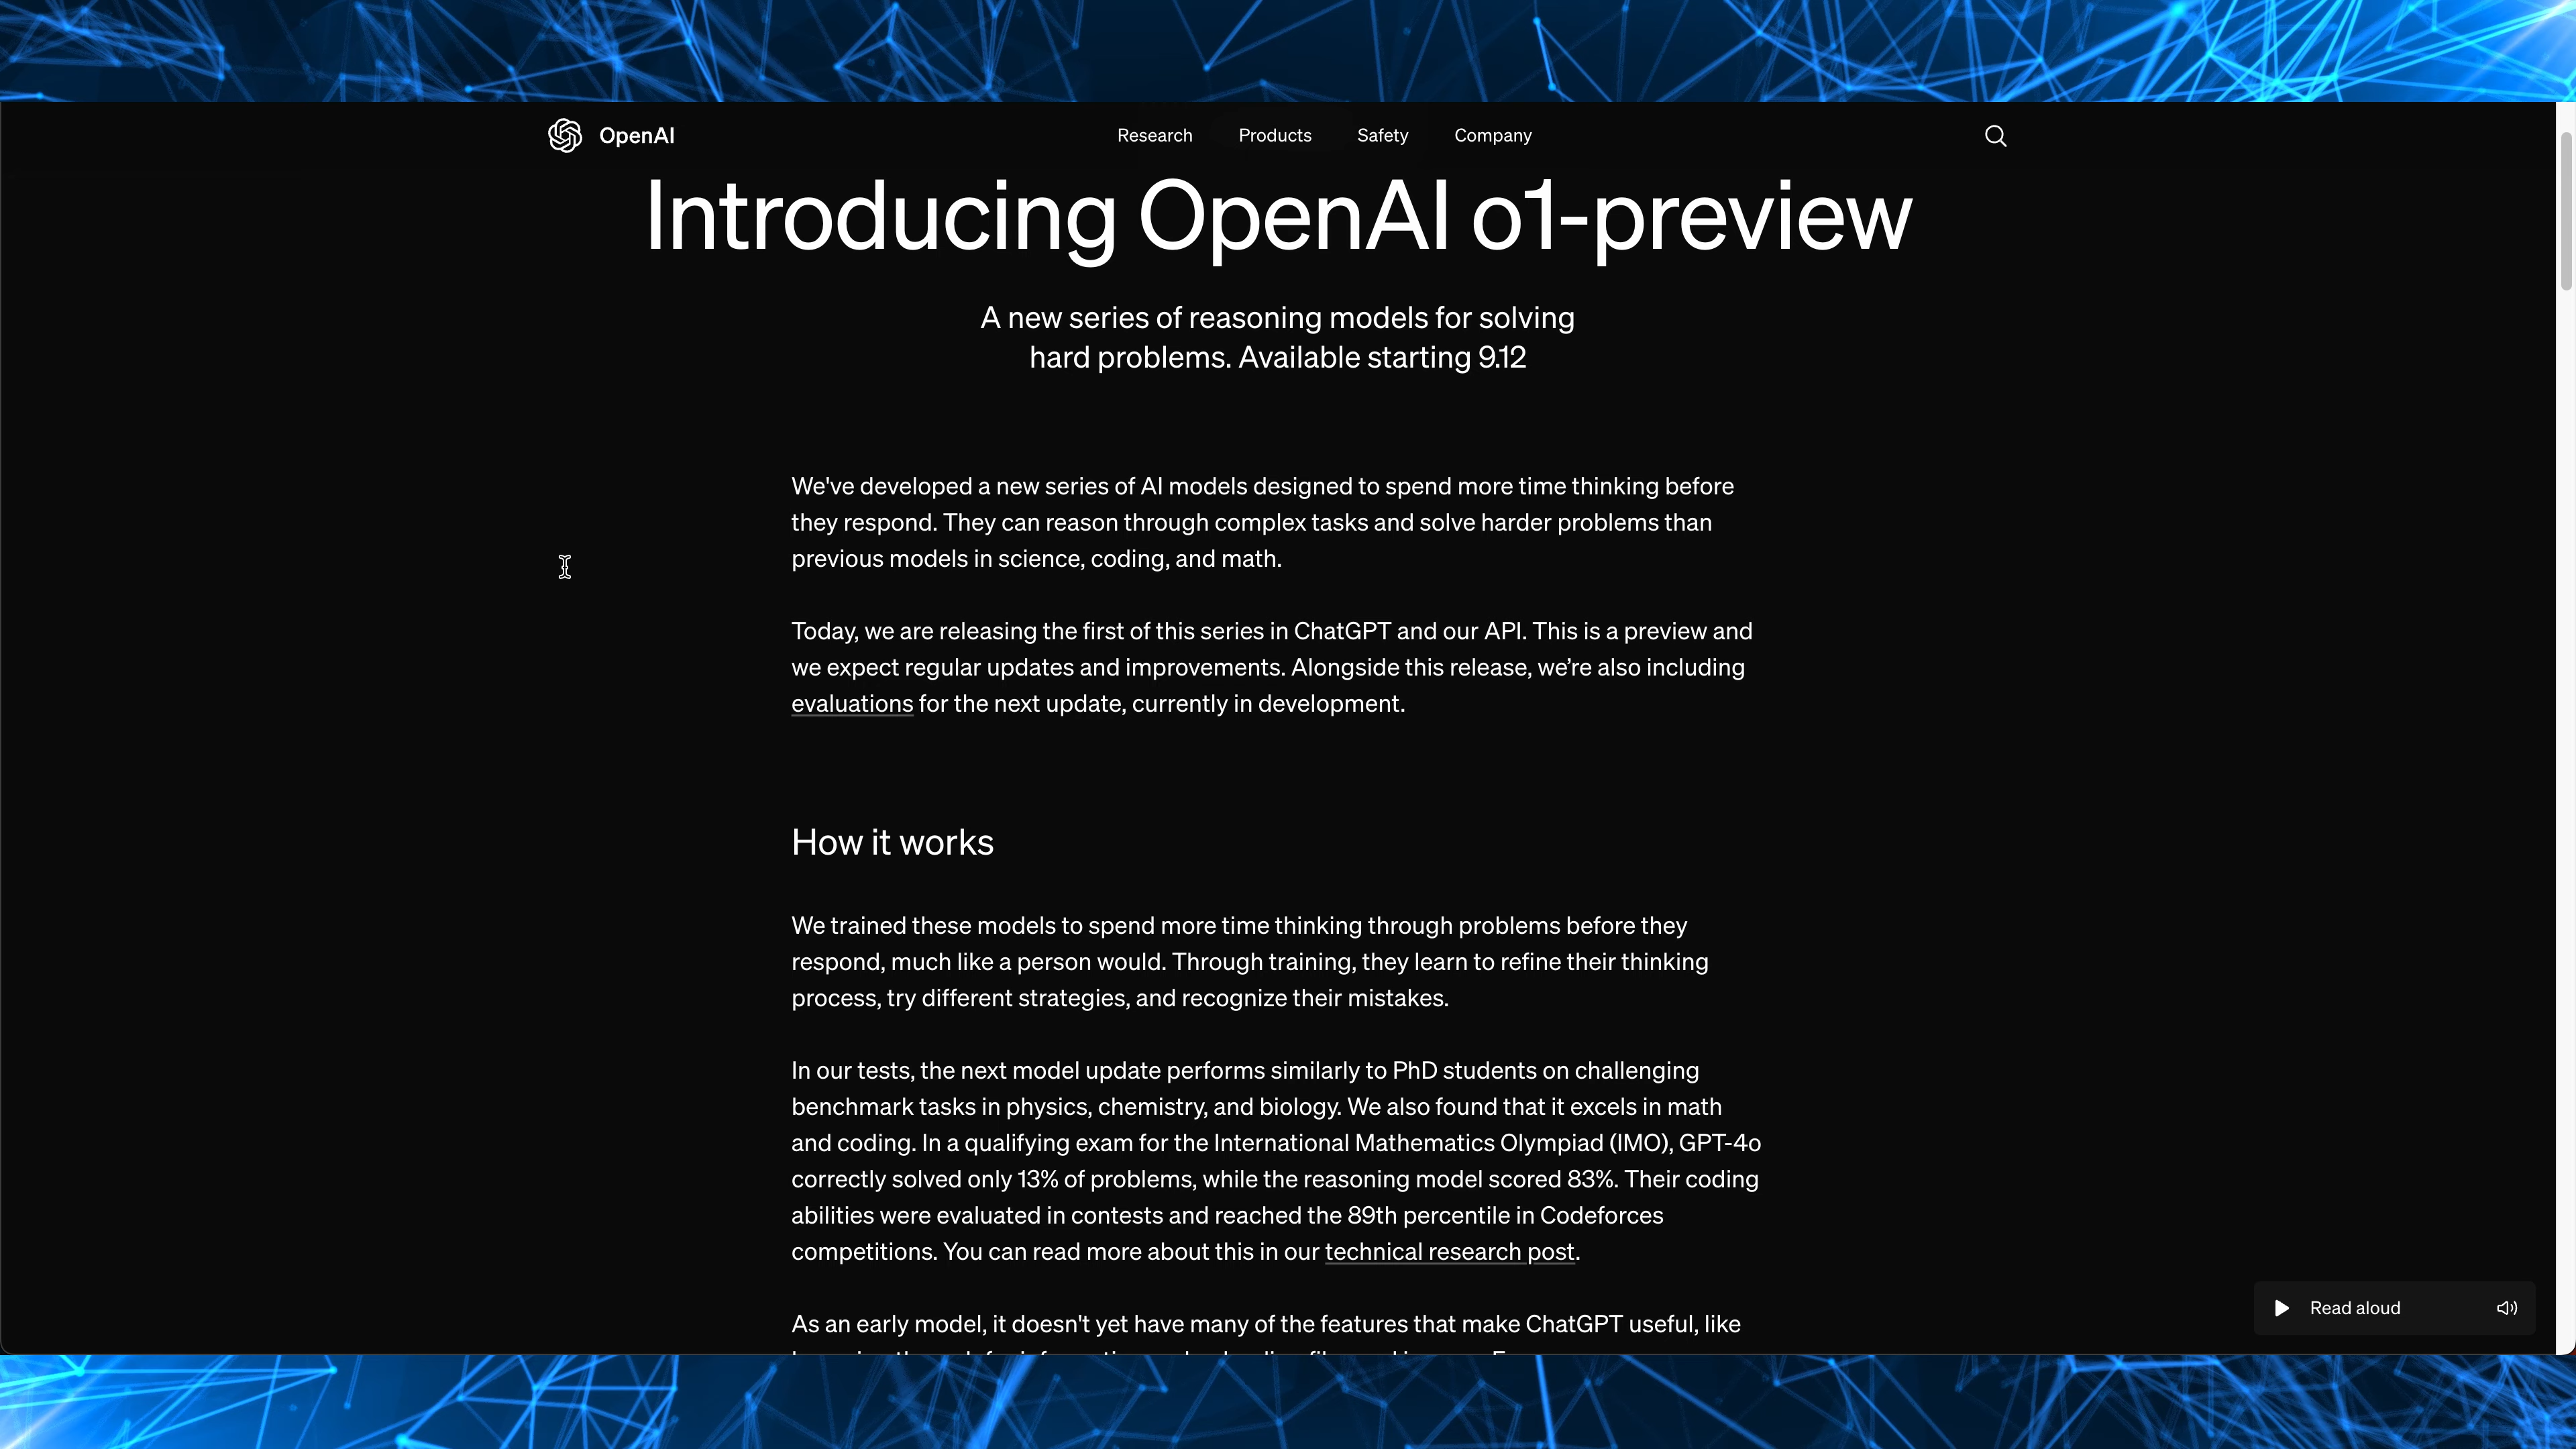 OpenAI
Research Products Safety Company
Introducing OpenAI o1-preview
A new series of reasoning models for solving
hard problems. Available starting 9.12
We've developed a new series of AI models designed to spend more time thinking before
they respond. They can reason through complex tasks and solve harder problems than
previous models in science, coding, and math.
Today, we are releasing the first of this series in ChatGPT and our API. This is a preview and
we expect regular updates and improvements. Alongside this release, we’re also including
evaluations for the next update, currently in development.
How it works
We trained these models to spend more time thinking through problems before they
respond, much like a person would. Through training, they learn to refine their thinking
process, try different strategies, and recognize their mistakes.
In our tests, the next model update performs similarly to PhD students on challenging
benchmark tasks in physics, chemistry, and biology. We also found that it excels in math
and coding. In a qualifying exam for the International Mathematics Olympiad (IMO), GPT-4o
correctly solved only 13% of problems, while the reasoning model scored 83%. Their coding
abilities were evaluated in contests and reached the 89th percentile in Codeforces
competitions. You can read more about this in our technical research post.
Read aloud
As an early model, it doesn't yet have many of the features that make ChatGPT useful, like